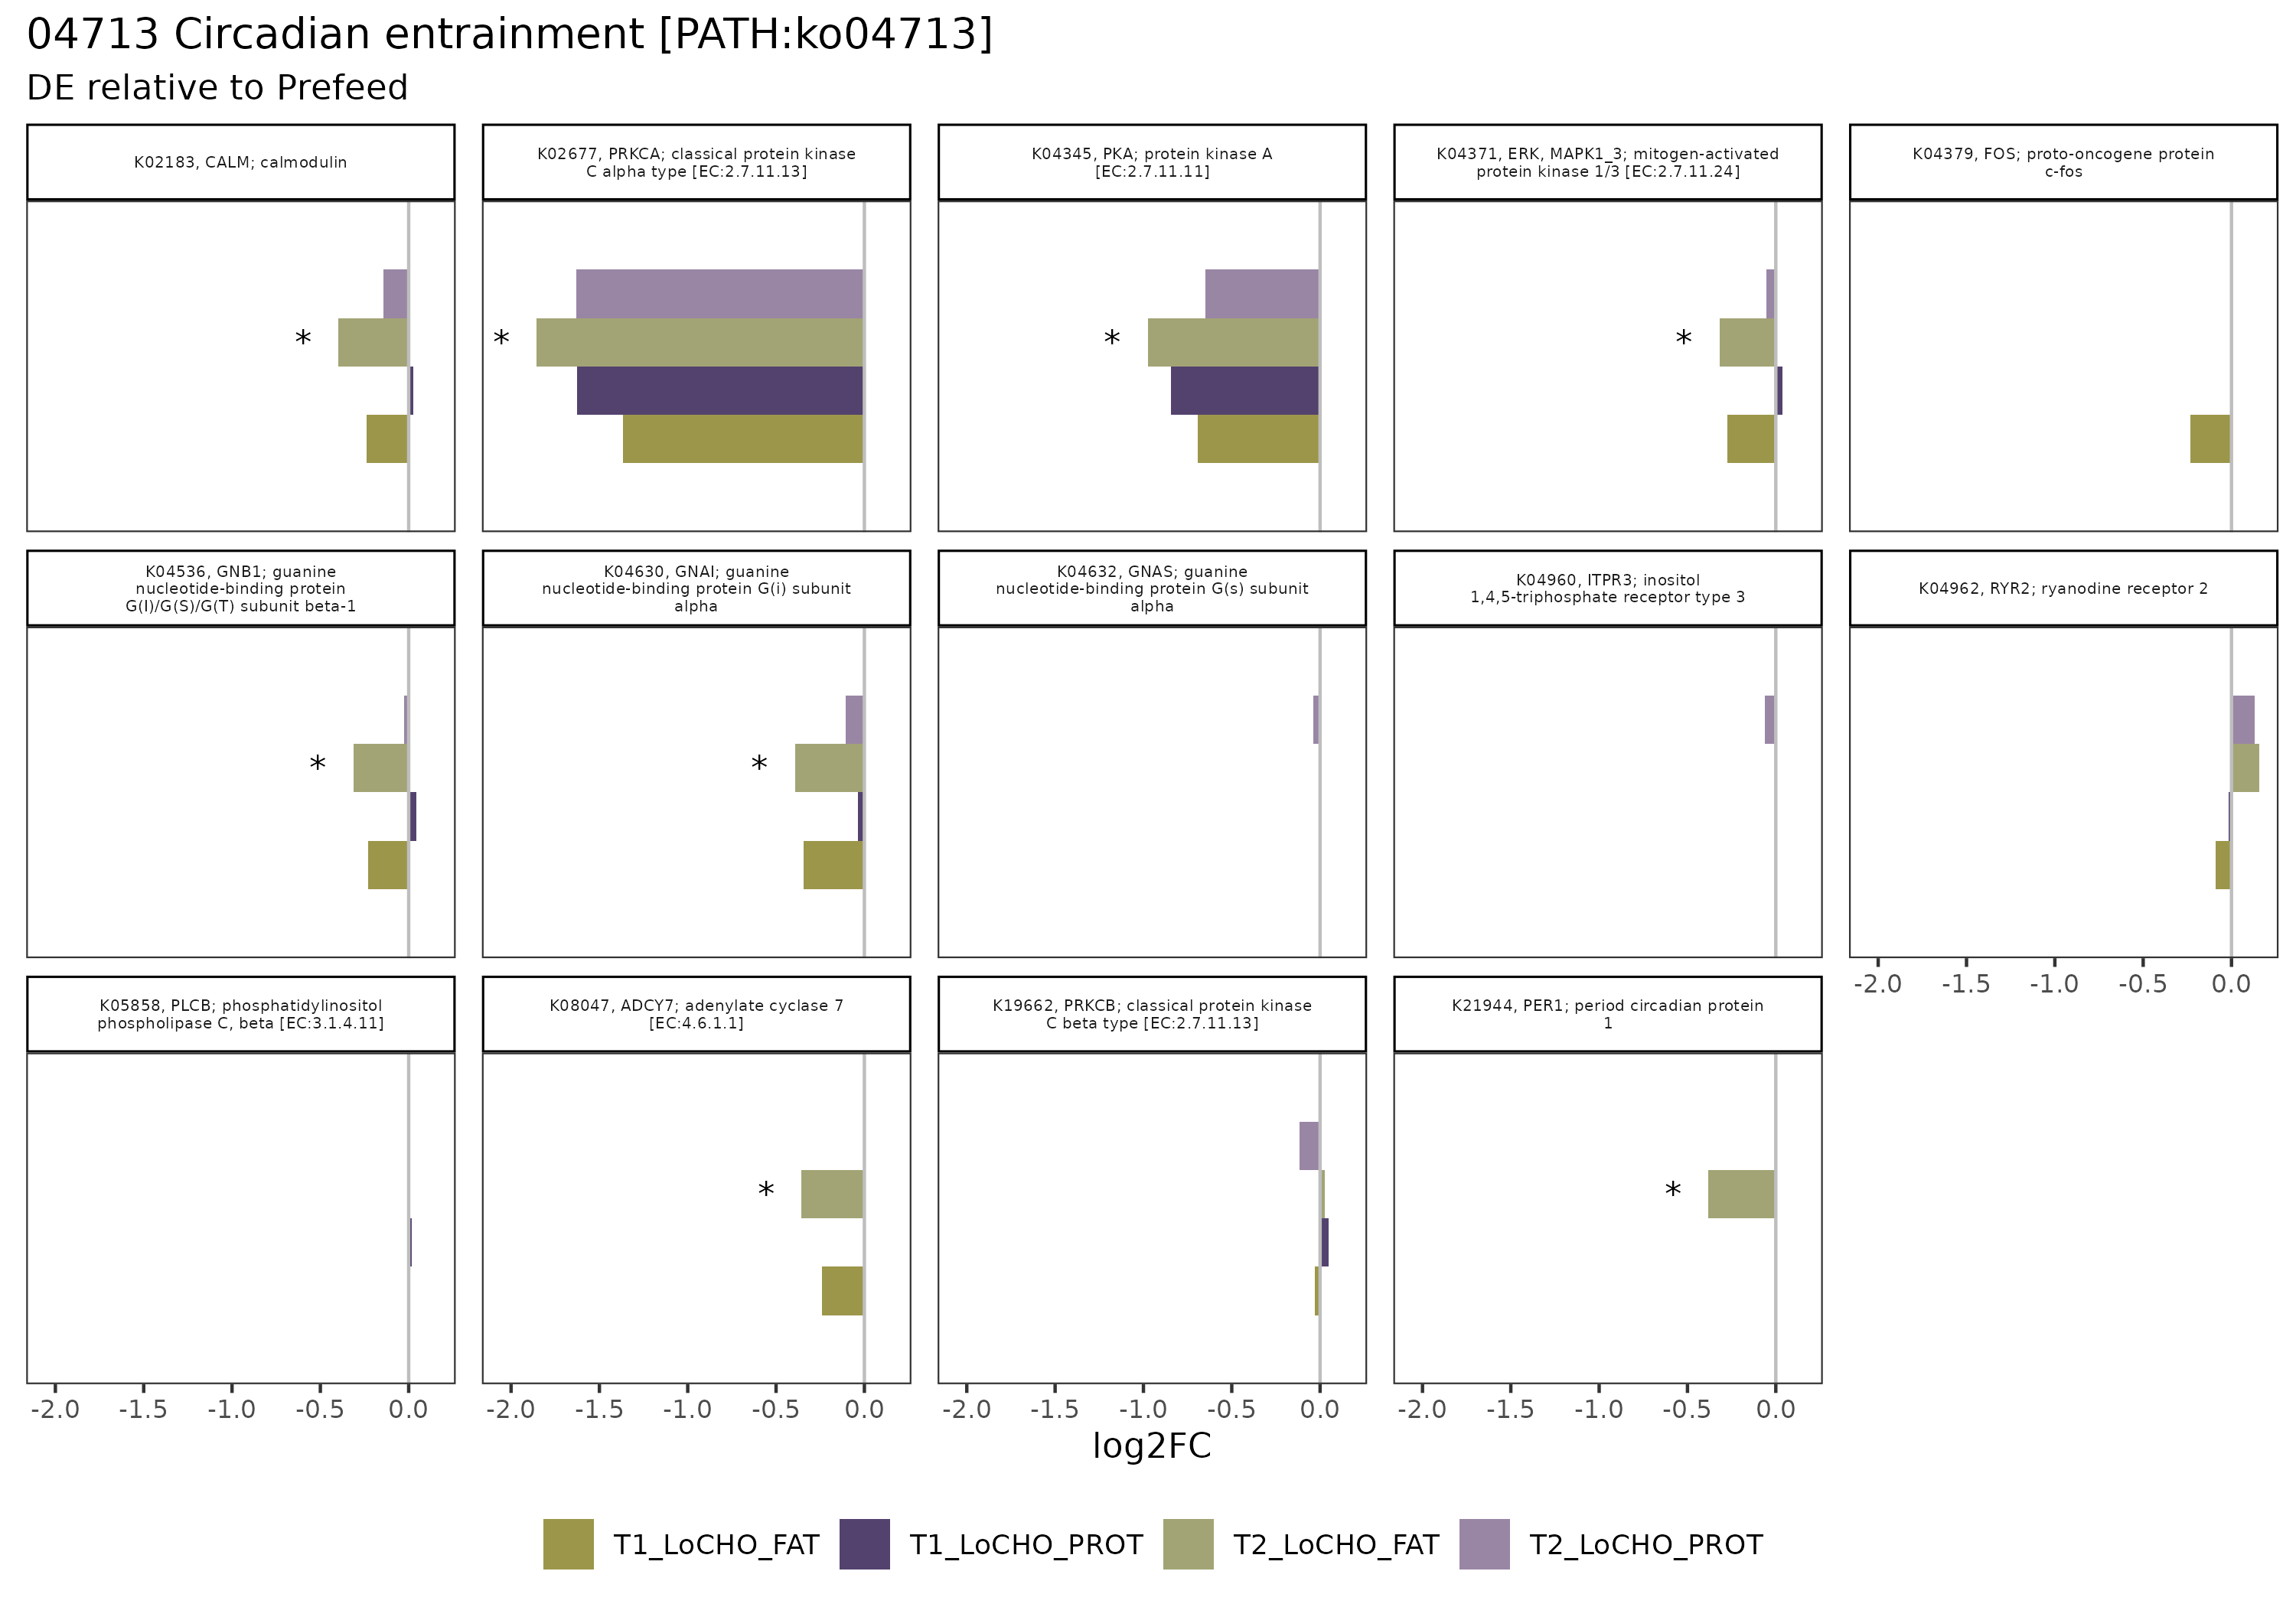 04713 Circadian entrainment [PATH:ko04713]
DE relative to Prefeed
K02183, CALM; calmodulin
K02677, PRKCA; classical protein kinase
C alpha type [EC:2.7.11.13]
K04345, PKA; protein kinase A
[EC:2.7.11.11]
K04371, ERK, MAPK1_3; mitogen-activated
protein kinase 1/3 [EC:2.7.11.24]
K04379, FOS; proto-oncogene protein
c-fos
*
*
*
*
K04536, GNB1; guanine
nucleotide-binding protein
G(I)/G(S)/G(T) subunit beta-1
K04630, GNAI; guanine
nucleotide-binding protein G(i) subunit
alpha
K04632, GNAS; guanine
nucleotide-binding protein G(s) subunit
alpha
K04960, ITPR3; inositol
1,4,5-triphosphate receptor type 3
K04962, RYR2; ryanodine receptor 2
*
*
-2.0 -1.5 -1.0 -0.5 0.0
K05858, PLCB; phosphatidylinositol
phospholipase C, beta [EC:3.1.4.11]
K08047, ADCY7; adenylate cyclase 7
[EC:4.6.1.1]
K19662, PRKCB; classical protein kinase
C beta type [EC:2.7.11.13]
K21944, PER1; period circadian protein
1
*
*
-2.0 -1.5 -1.0 -0.5 0.0
-2.0 -1.5 -1.0 -0.5 0.0
-2.0 -1.5 -1.0 -0.5 0.0
-2.0 -1.5 -1.0 -0.5 0.0
log2FC
T1_LoCHO_FAT T1_LoCHO_PROT T2_LoCHO_FAT T2_LoCHO_PROT